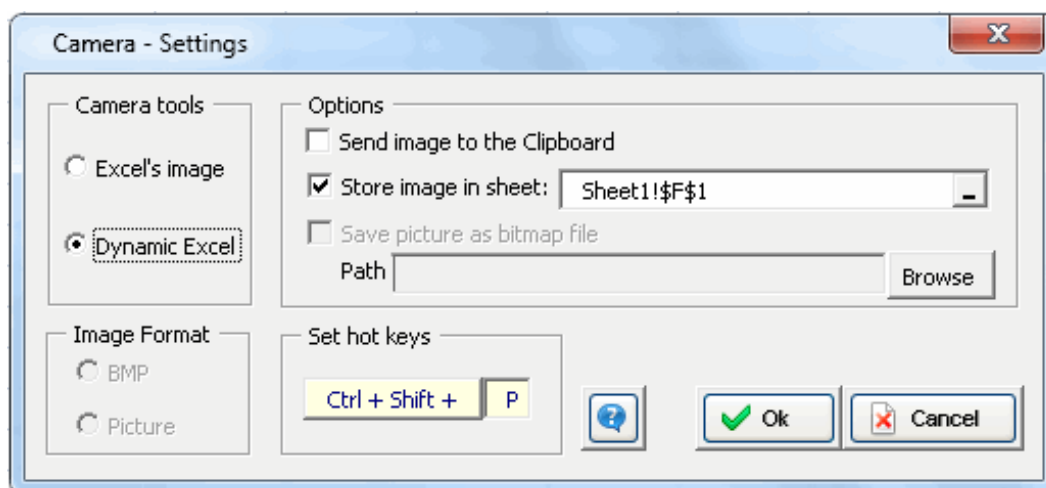 Camera - Settings
Camera tools
Excel's image
Dynamic Excel
Options
Send image to the Clipboard
Store image in sheet: Sheet1!$F$1
Save picture as bitmap file
Path Browse
Image Format
BMP
Picture
Set hot keys
Ctrl + Shift + P
Ok Cancel